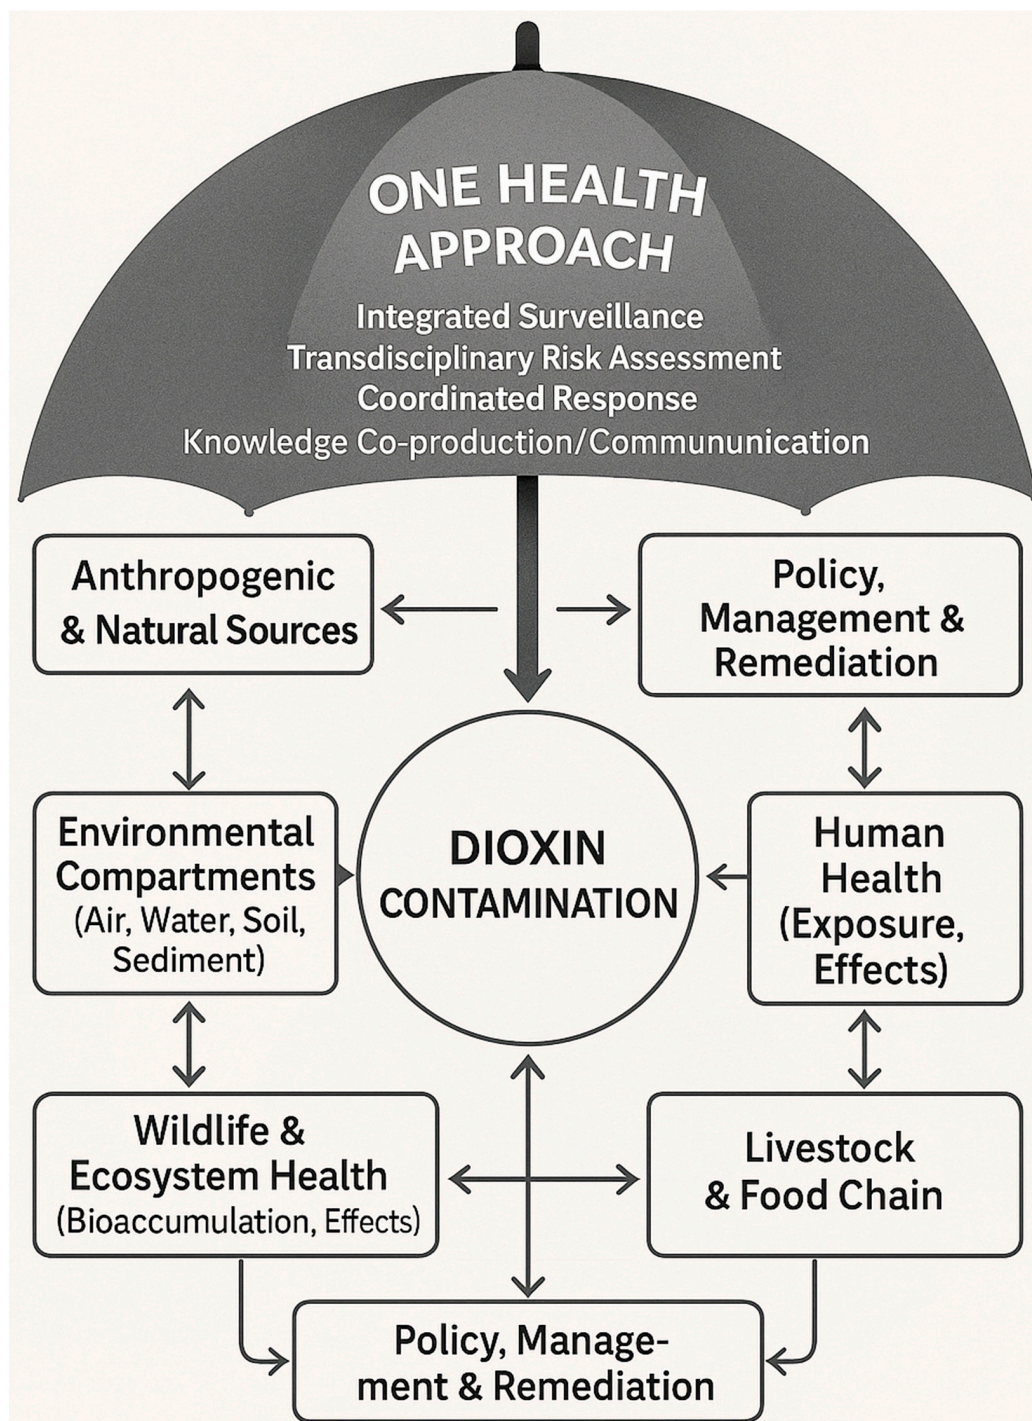 ONE HEALTH
APPROACH
Integrated Surveillance
Transdisciplinary Risk Assessment
Coordinated Response
Knowledge Co-production/Commununication
Anthropogenic
& Natural Sources
Policy,
Management &
Remediation
Environmental
Compartments
(Air, Water, Soil,
Sediment)
DIOXIN
CONTAMINATION
Human
Health
(Exposure,
Effects)
Wildlife &
Ecosystem Health
(Bioaccumulation, Effects)
Livestock
& Food Chain
Policy, Manage-
ment & Remediation